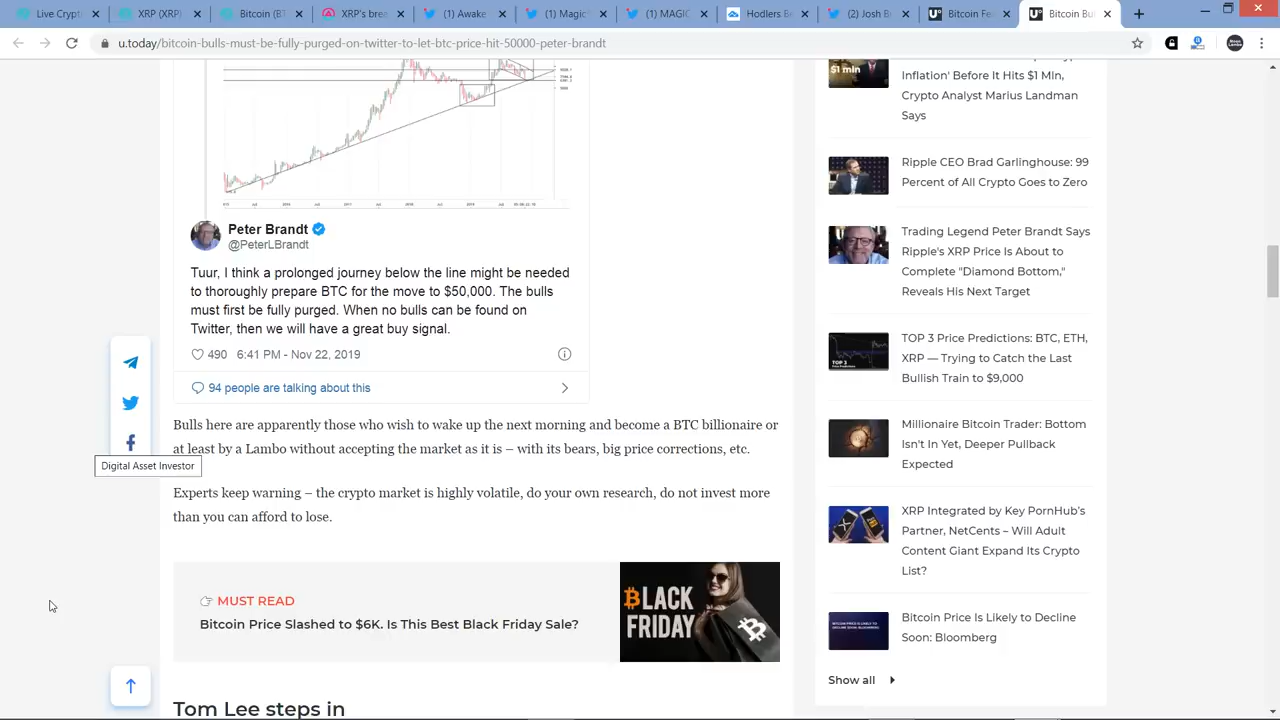 Live Crypto
XRP (XRP) I
XRP/USD
XRPprice:
(1) Magic
(1) MAGIC
Hodlers B
(2) Josh B
Bitcoin F
Bitcoin Bu
u.today/bitcoin-bulls-must-be-fully-purged-on-twitter-to-let-btc-price-hit-50000-peter-brandt
Peter Brandt
@PeterLBrandt
Tuur, I think a prolonged journey below the line might be needed
to thoroughly prepare BTC for the move to $50,000. The bulls
must first be fully purged. When no bulls can be found on
Twitter, then we will have a great buy signal.
490 6:41 PM - Nov 22, 2019
94 people are talking about this
Bulls here are apparently those who wish to wake up the next morning and become a BTC billionaire or
at least by a Lambo without accepting the market as it is – with its bears, big price corrections, etc.
Digital Asset Investor
Experts keep warning – the crypto market is highly volatile, do your own research, do not invest more
than you can afford to lose.
MUST READ
Bitcoin Price Slashed to $6K. Is This Best Black Friday Sale?
BLACK
FRIDAY
Tom Lee steps in
$1 mln
Inflation' Before It Hits $1 Mln,
Crypto Analyst Marius Landman
Says
Ripple CEO Brad Garlinghouse: 99
Percent of All Crypto Goes to Zero
Trading Legend Peter Brandt Says
Ripple's XRP Price Is About to
Complete "Diamond Bottom,"
Reveals His Next Target
TOP 3
TOP 3 Price Predictions: BTC, ETH,
XRP — Trying to Catch the Last
Bullish Train to $9,000
Millionaire Bitcoin Trader: Bottom
Isn't In Yet, Deeper Pullback
Expected
XRP Integrated by Key PornHub's
Partner, NetCents – Will Adult
Content Giant Expand Its Crypto
List?
Bitcoin Price Is Likely to Decline
Soon: Bloomberg
Show all